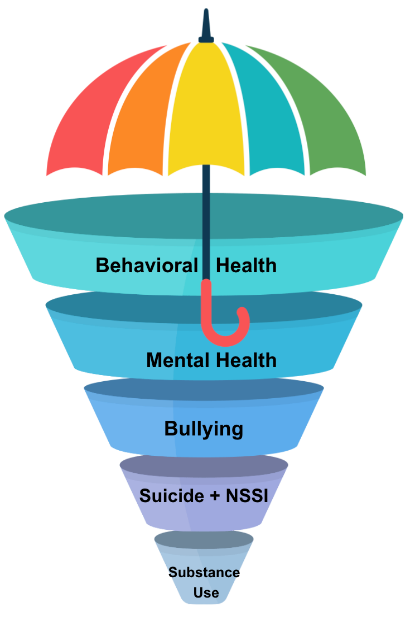 Behavioral Health
Mental Health
Bullying
Suicide + NSSI
Substance
Use